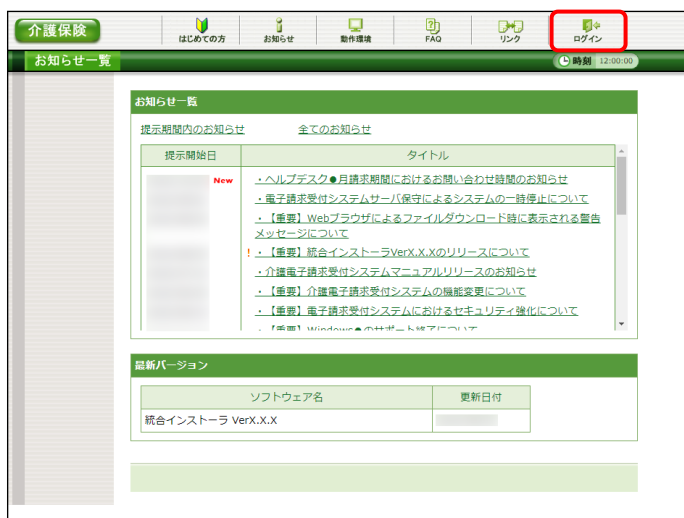 介護保険
はじめての方
お知らせ
動作環境
FAQ
リンク
ログイン
お知らせ一覧
時刻 12:00:00
お知らせ一覧
提示期間内のお知らせ 全てのお知らせ
提示開始日 タイトル
New ・ヘルプデスク●月請求期間におけるお問い合わせ時間のお知らせ
・電子請求受付システムサーバ保守によるシステムの一時停止について
・【重要】Webブラウザによるファイルダウンロード時に表示される警告
メッセージについて
! ・【重要】統合インストーラVerX.X.Xのリリースについて
・介護電子請求受付システムマニュアルリリースのお知らせ
・【重要】介護電子請求受付システムの機能変更について
・【重要】電子請求受付システムにおけるセキュリティ強化について
・【重要】Windows●のサポート終了について
最新バージョン
ソフトウェア名 更新日付
統合インストーラ VerX.X.X